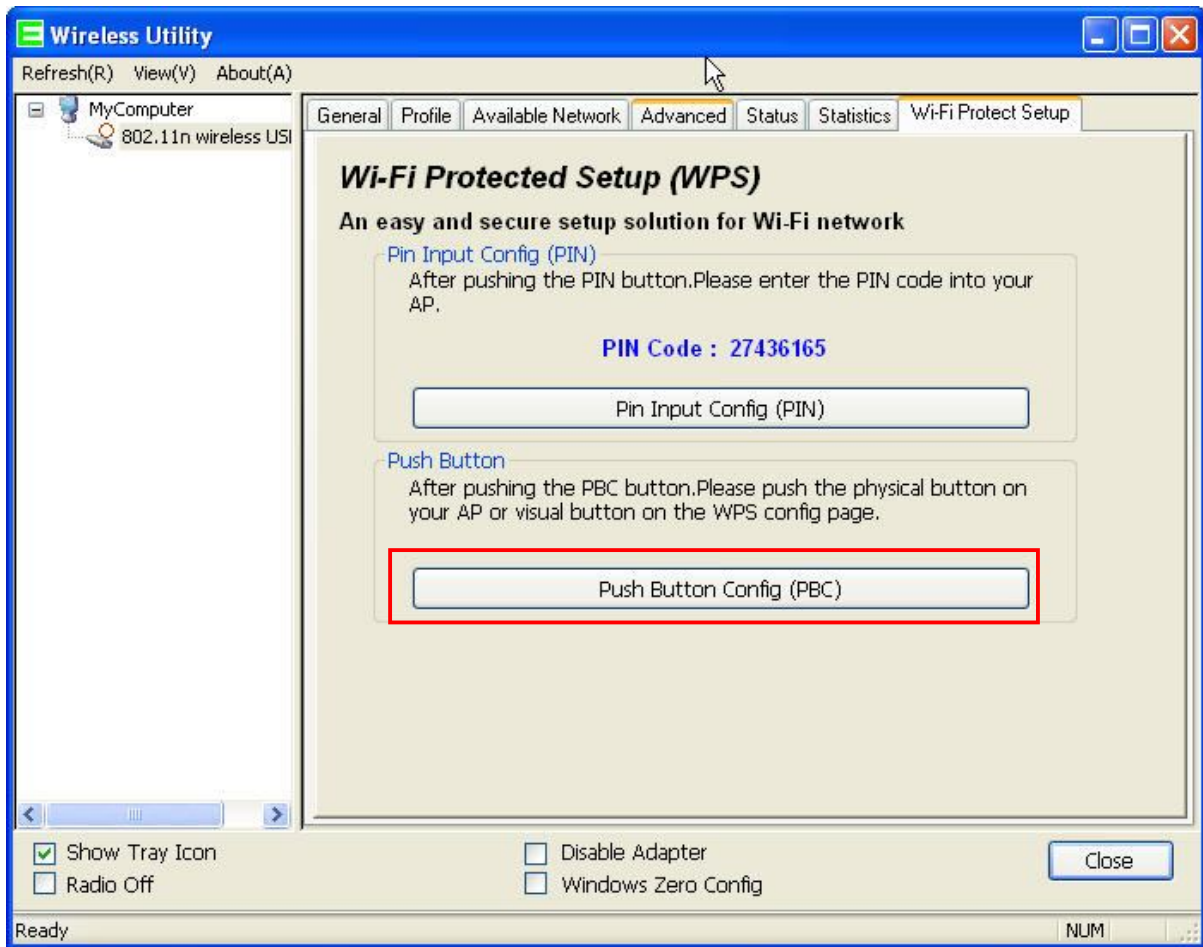 Wireless Utility
Refresh(R) View(V) About(A)
MyComputer
802.11n wireless USI
General Profile Available Network Advanced Status Statistics Wi-Fi Protect Setup
Wi-Fi Protected Setup (WPS)
An easy and secure setup solution for Wi-Fi network
Pin Input Config (PIN)
After pushing the PIN button.Please enter the PIN code into your
AP.
PIN Code : 27436165
Pin Input Config (PIN)
Push Button
After pushing the PBC button.Please push the physical button on
your AP or visual button on the WPS config page.
Push Button Config (PBC)
Show Tray Icon
Radio Off
Disable Adapter
Windows Zero Config
Close
Ready
NUM